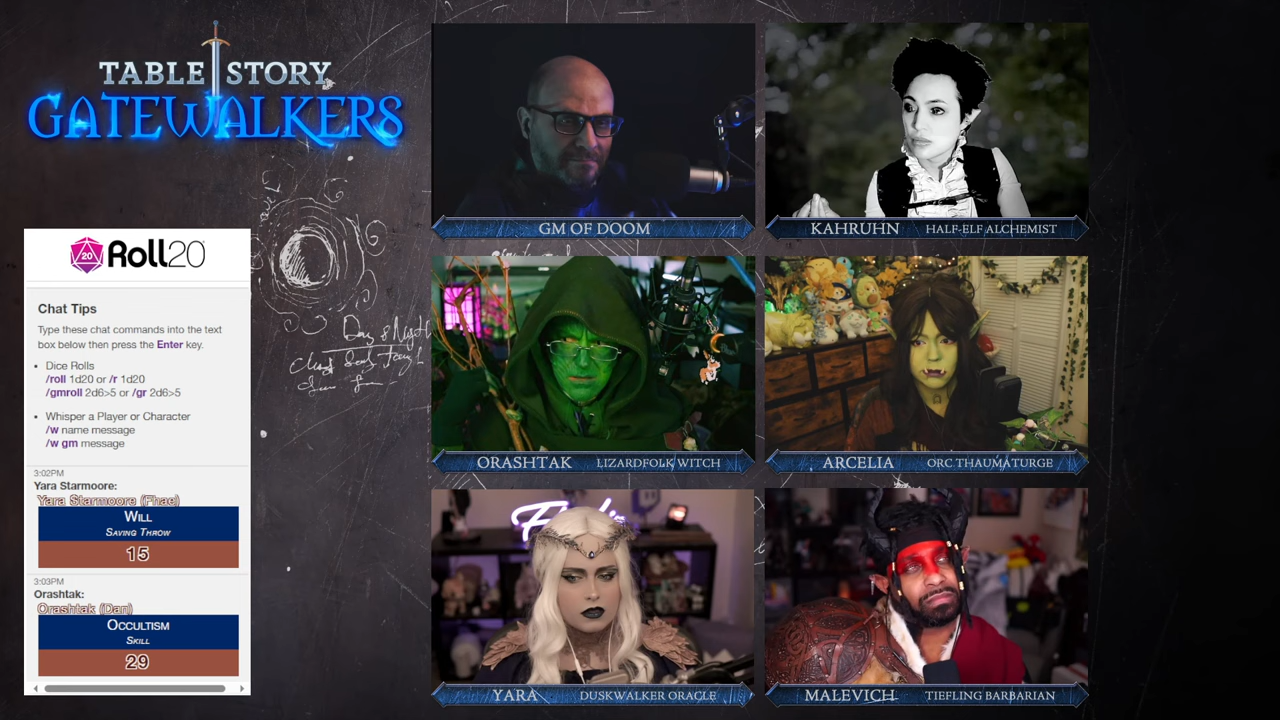 TABLE STORY
GATEWALKERS
Roll20
Chat Tips
Type these chat commands into the text
box below then press the Enter key.
Dice Rolls
/roll 1d20 or /r 1d20
/gmroll 2d6>5 or /gr 2d6>5
Whisper a Player or Character
/w name message
/w gm message
3:02PM
Yara Starmoore:
Yara Starmoore (Phae)
WILL
SAVING THROW
15
3:03PM
Orashtak:
Orashtak (Dan)
OCCULTISM
SKILL
29
GM OF DOOM
KAHRUHN HALF-ELF ALCHEMIST
ORASHTAK LIZARDFOLK WITCH
ARCELIA ORC THAUMATURGE
YARA DUSKWALKER ORACLE
MALEVICH TIEFLING BARBARIAN